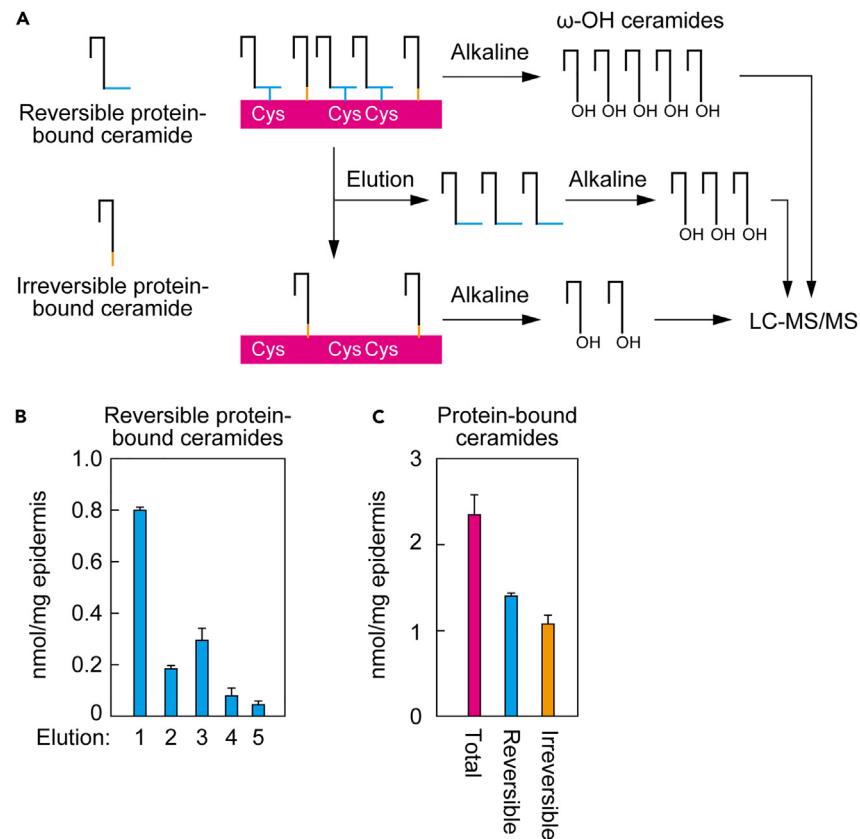 A
ω-OH ceramides
Alkaline
Reversible protein-
bound ceramide
Cys Cys Cys
OH OH OH OH OH
Elution
Alkaline
OH OH OH
Irreversible protein-
bound ceramide
Alkaline
Cys Cys Cys
OH OH
LC-MS/MS
B
Reversible protein-
bound ceramides
nmol/mg epidermis
1.0
0.8
0.6
0.4
0.2
0
Elution: 1 2 3 4 5
C
Protein-bound
ceramides
nmol/mg epidermis
3
2
1
0
Total
Reversible
Irreversible